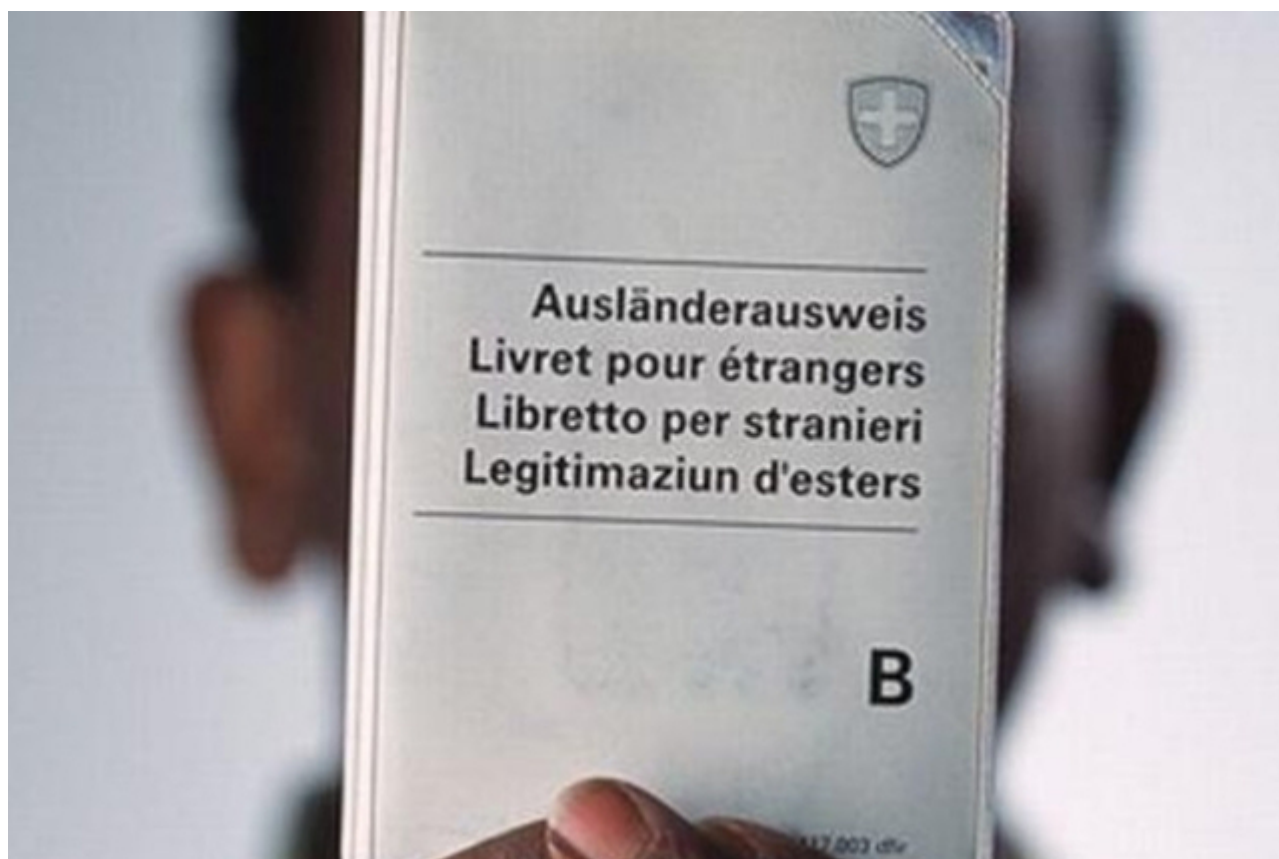 Ausländerausweis
Livret pour étrangers
Libretto per stranieri
Legitimaziun d'esters
B